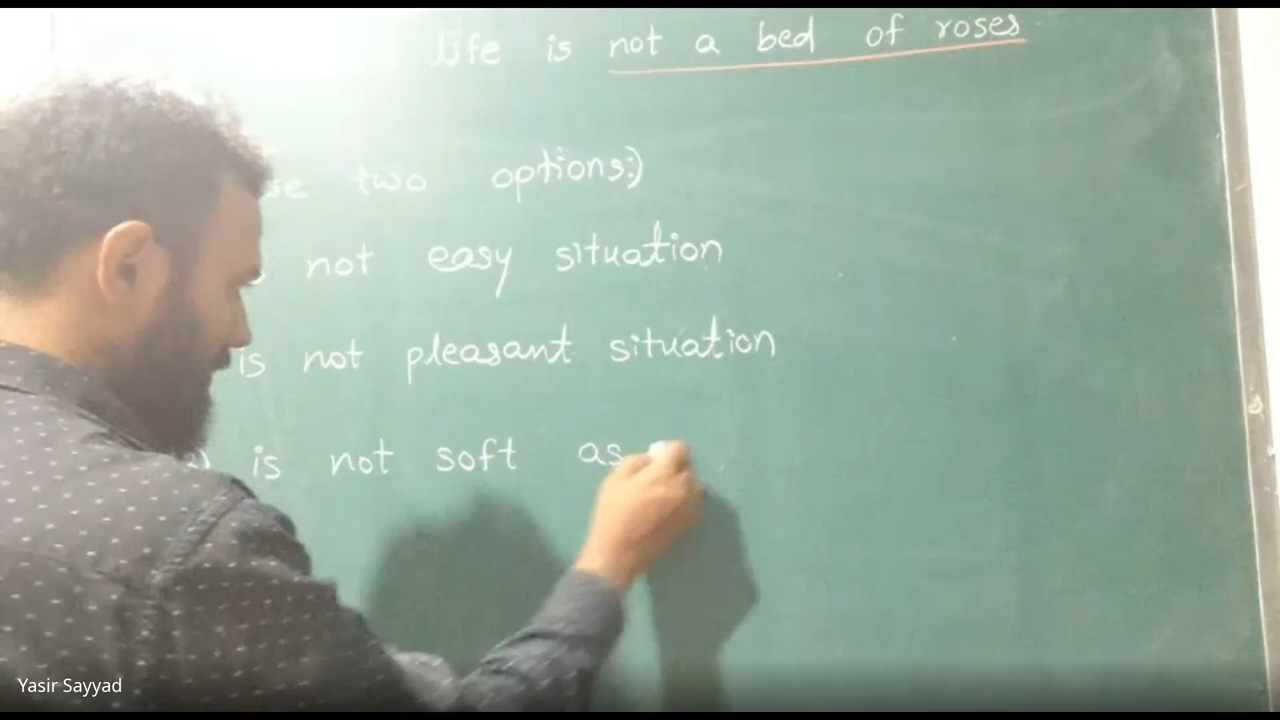 life is not a bed of roses
two options:)
not easy situation
is not pleasant situation
is not soft as
Yasir Sayyad